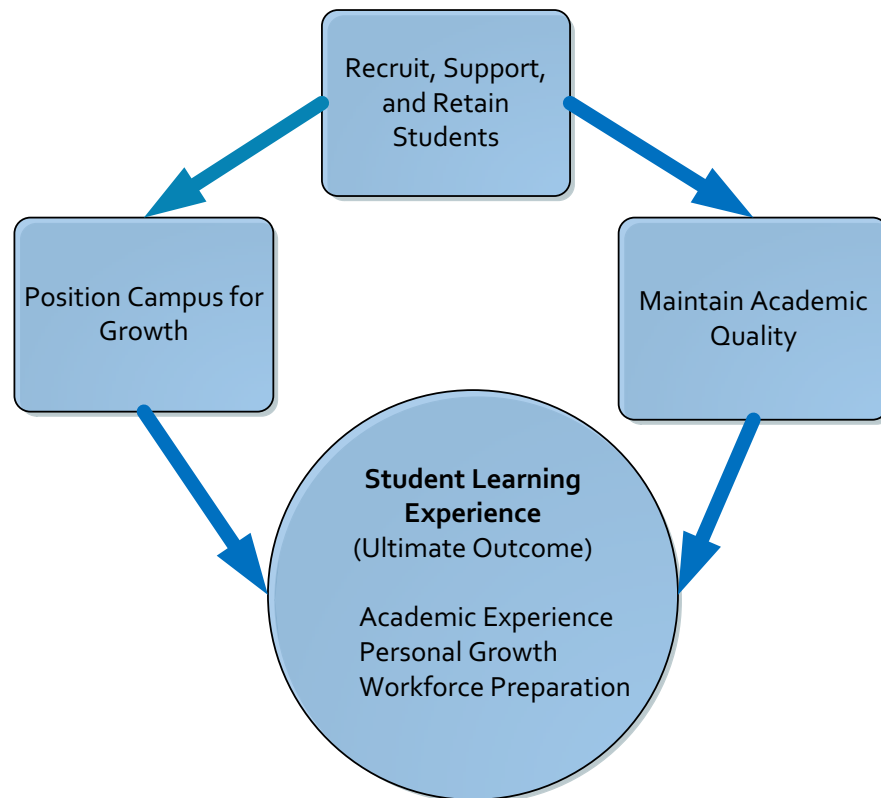 Recruit, Support,
and Retain
Students
Position Campus for
Growth
Maintain Academic
Quality
Student Learning
Experience
(Ultimate Outcome)
Academic Experience
Personal Growth
Workforce Preparation